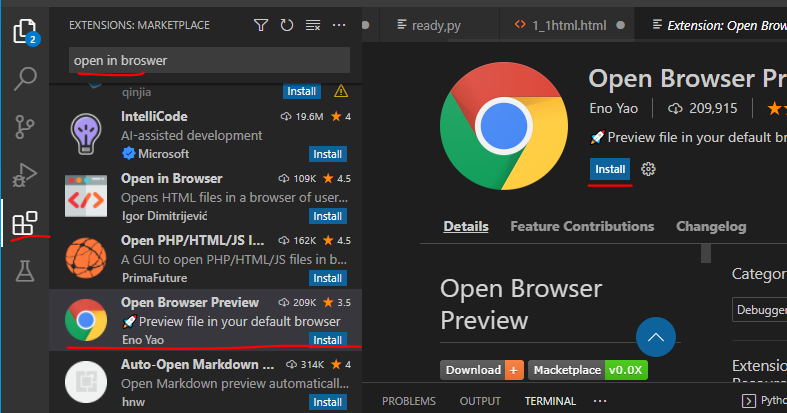 EXTENSIONS: MARKETPLACE
open in broswer
qinjia
Install
IntelliCode 19.6M ★ 4
AI-assisted development
Microsoft
Install
Open in Browser 109K ★ 4.5
Opens HTML files in a browser of user...
Igor Dimitrijević
Install
Open PHP/HTML/JS I... 162K ★ 4.5
A GUI to open PHP/HTML/JS files in b...
PrimaFuture
Install
Open Browser Preview 209K ★ 3.5
🚀Preview file in your default browser
Eno Yao
Install
Auto-Open Markdown ... 314K ★ 4
Open Markdown preview automaticall...
hnw
Install
2
ready,py
<> 1_1html.html
Extension: Open Brow
Open Browser Pr
Eno Yao
209,915
🚀Preview file in your default br
Install
Details
Feature Contributions
Changelog
Open Browser
Preview
Download +
Macketplace v0.0X
Categor
Debugger
Extension
PROBLEMS
OUTPUT
TERMINAL
...
Pytho